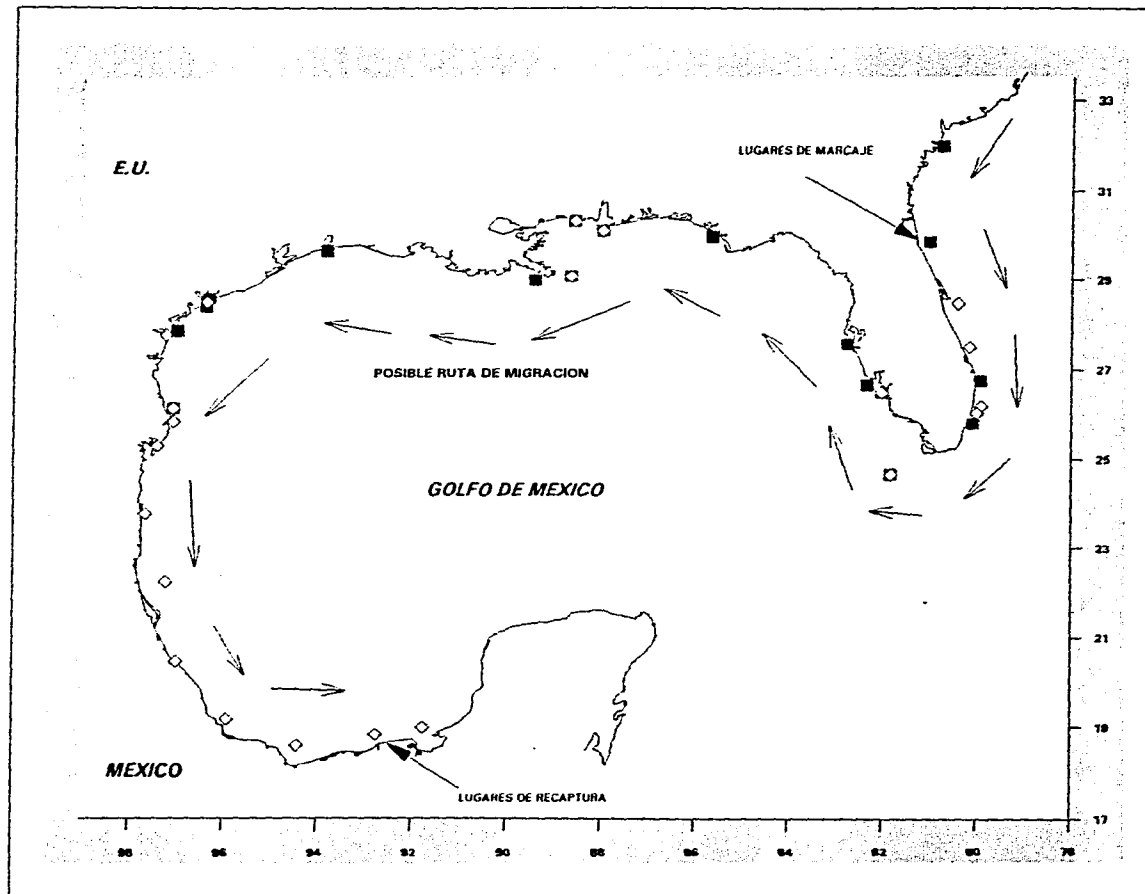 33
E.U.
LUGARES DE MARCAJE
31
29
27
POSIBLE RUTA DE MIGRACION
GOLFO DE MEXICO
25
23
21
19
MEXICO
LUGARES DE RECAPTURA
17
98 96 94 92 90 88 86 84 82 80 78